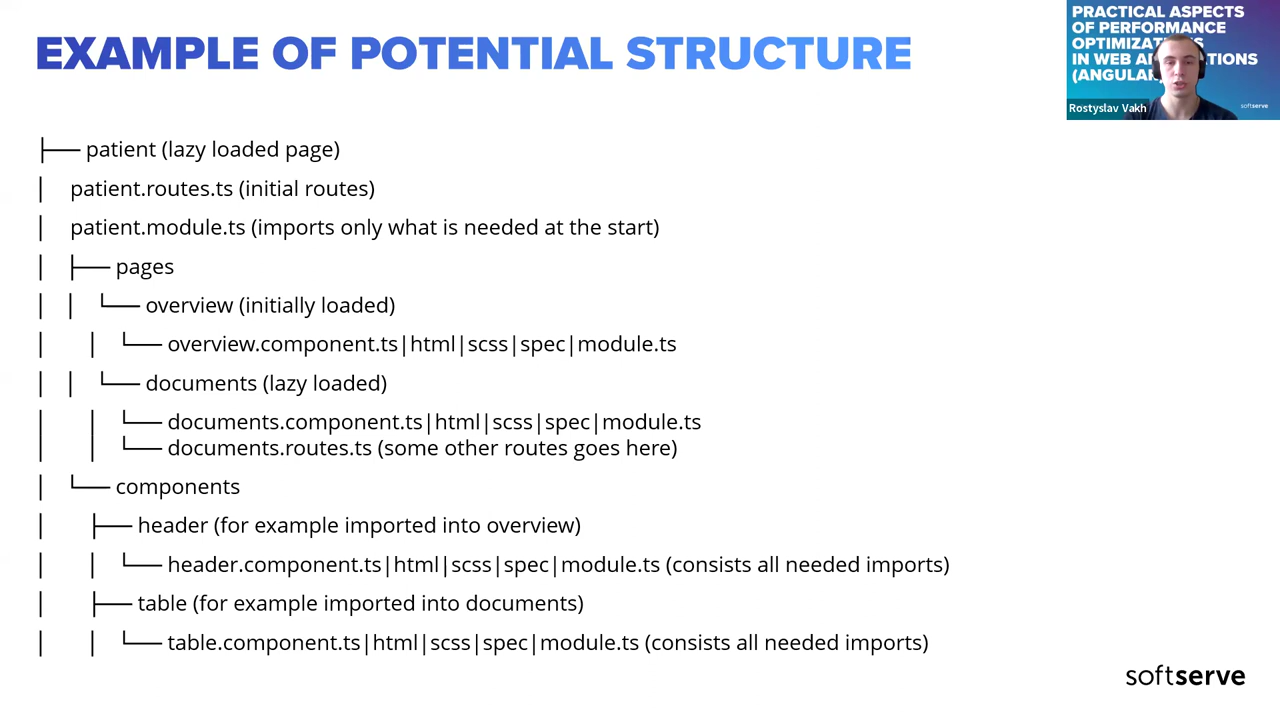 EXAMPLE OF POTENTIAL STRUCTURE
PRACTICAL ASPECTS
OF PERFORMANCE
IN WEB
(ANGULAR
Rostyslav Vakh
softserve
├── patient (lazy loaded page)
│ patient.routes.ts (initial routes)
│ patient.module.ts (imports only what is needed at the start)
│ ├── pages
│ │ └── overview (initially loaded)
│ │ └── overview.component.ts|html|scss|spec|module.ts
│ │ └── documents (lazy loaded)
│ │ └── documents.component.ts|html|scss|spec|module.ts
│ │ └── documents.routes.ts (some other routes goes here)
│ └── components
│ ├── header (for example imported into overview)
│ │ └── header.component.ts|html|scss|spec|module.ts (consists all needed imports)
│ ├── table (for example imported into documents)
│ │ └── table.component.ts|html|scss|spec|module.ts (consists all needed imports)
softserve